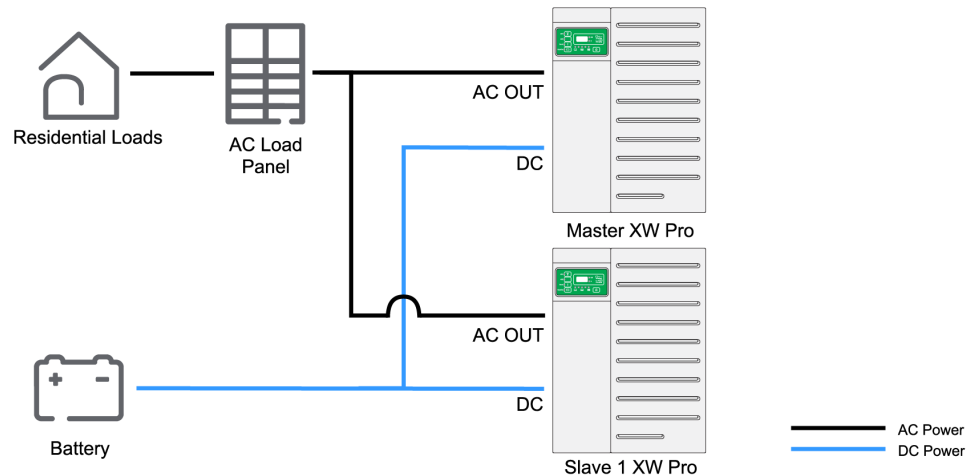 Residential Loads
AC Load
Panel
AC OUT
DC
Master XW Pro
AC OUT
DC
Slave 1 XW Pro
+ -
Battery
AC Power
DC Power